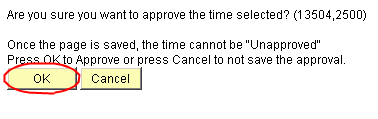 Are you sure you want to approve the time selected? (13504,2500)
Once the page is saved, the time cannot be "Unapproved"
Press OK to Approve or press Cancel to not save the approval.
OK Cancel